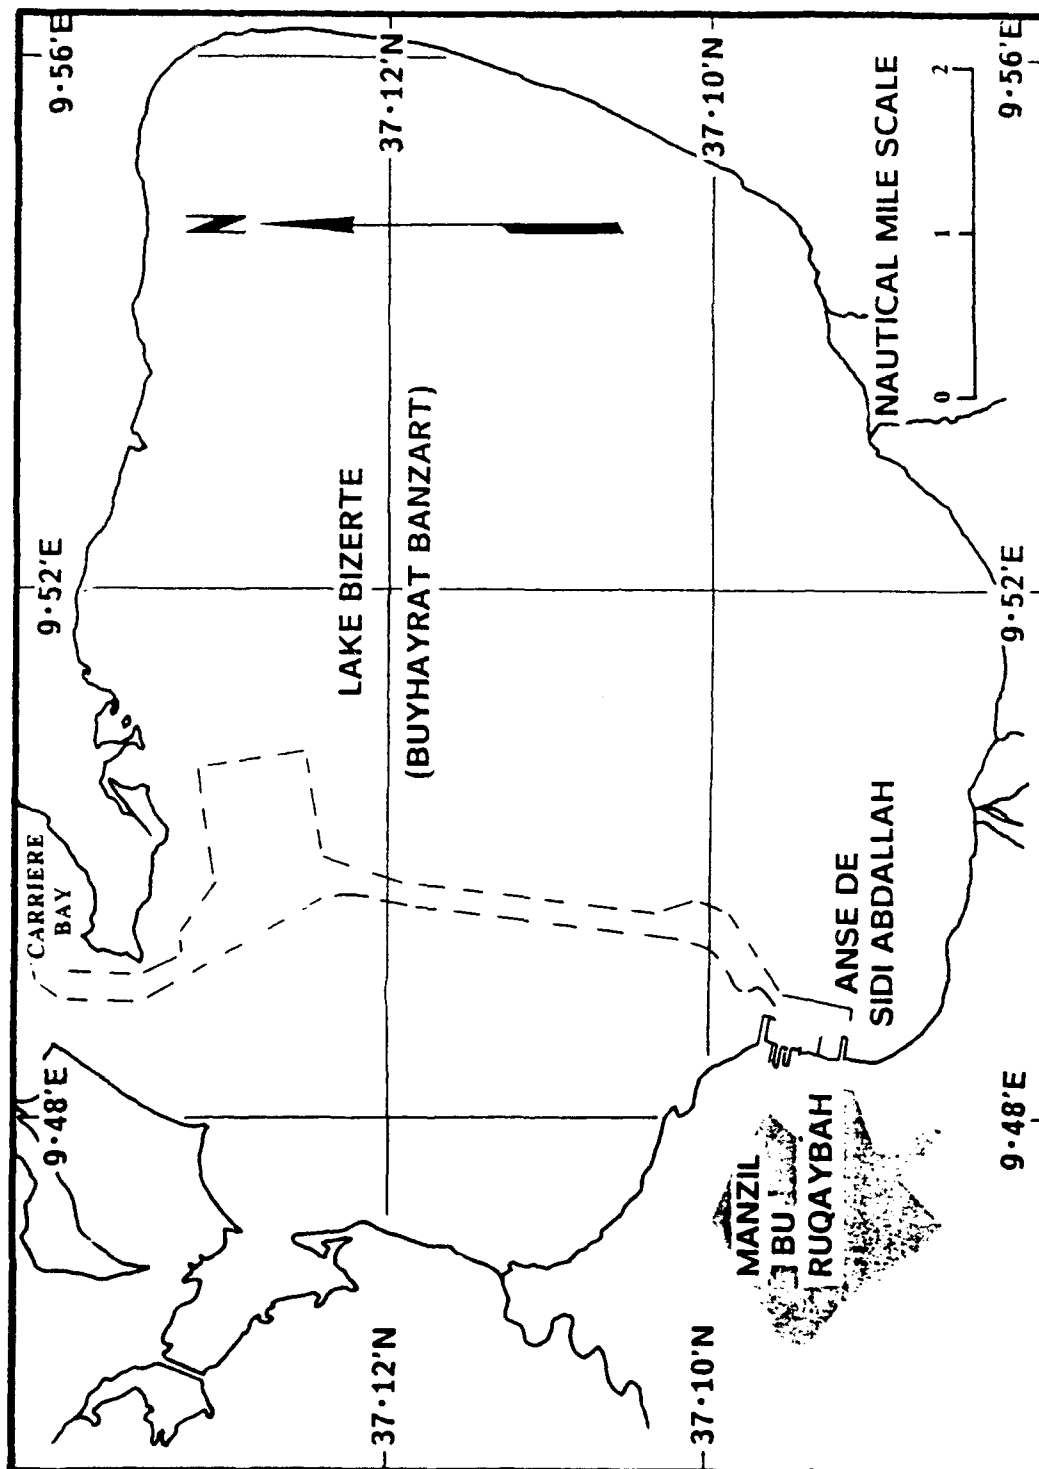 9·48'E
9·52'E
9·56'E
CARRIERE
BAY
N
LAKE BIZERTE
(BUYHAYRAT BANZART)
37·12'N
37·12'N
37·10'N
37·10'N
MANZIL
BU
RUQAYBAH
ANSE DE
SIDI ABDALLAH
NAUTICAL MILE SCALE
0 1 2
9·48'E
9·52'E
9·56'E